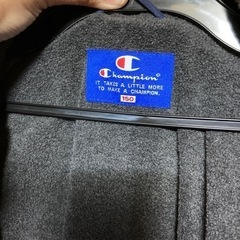 Champion
IT TAKES A LITTLE MORE
TO MAKE A CHAMPION.
150